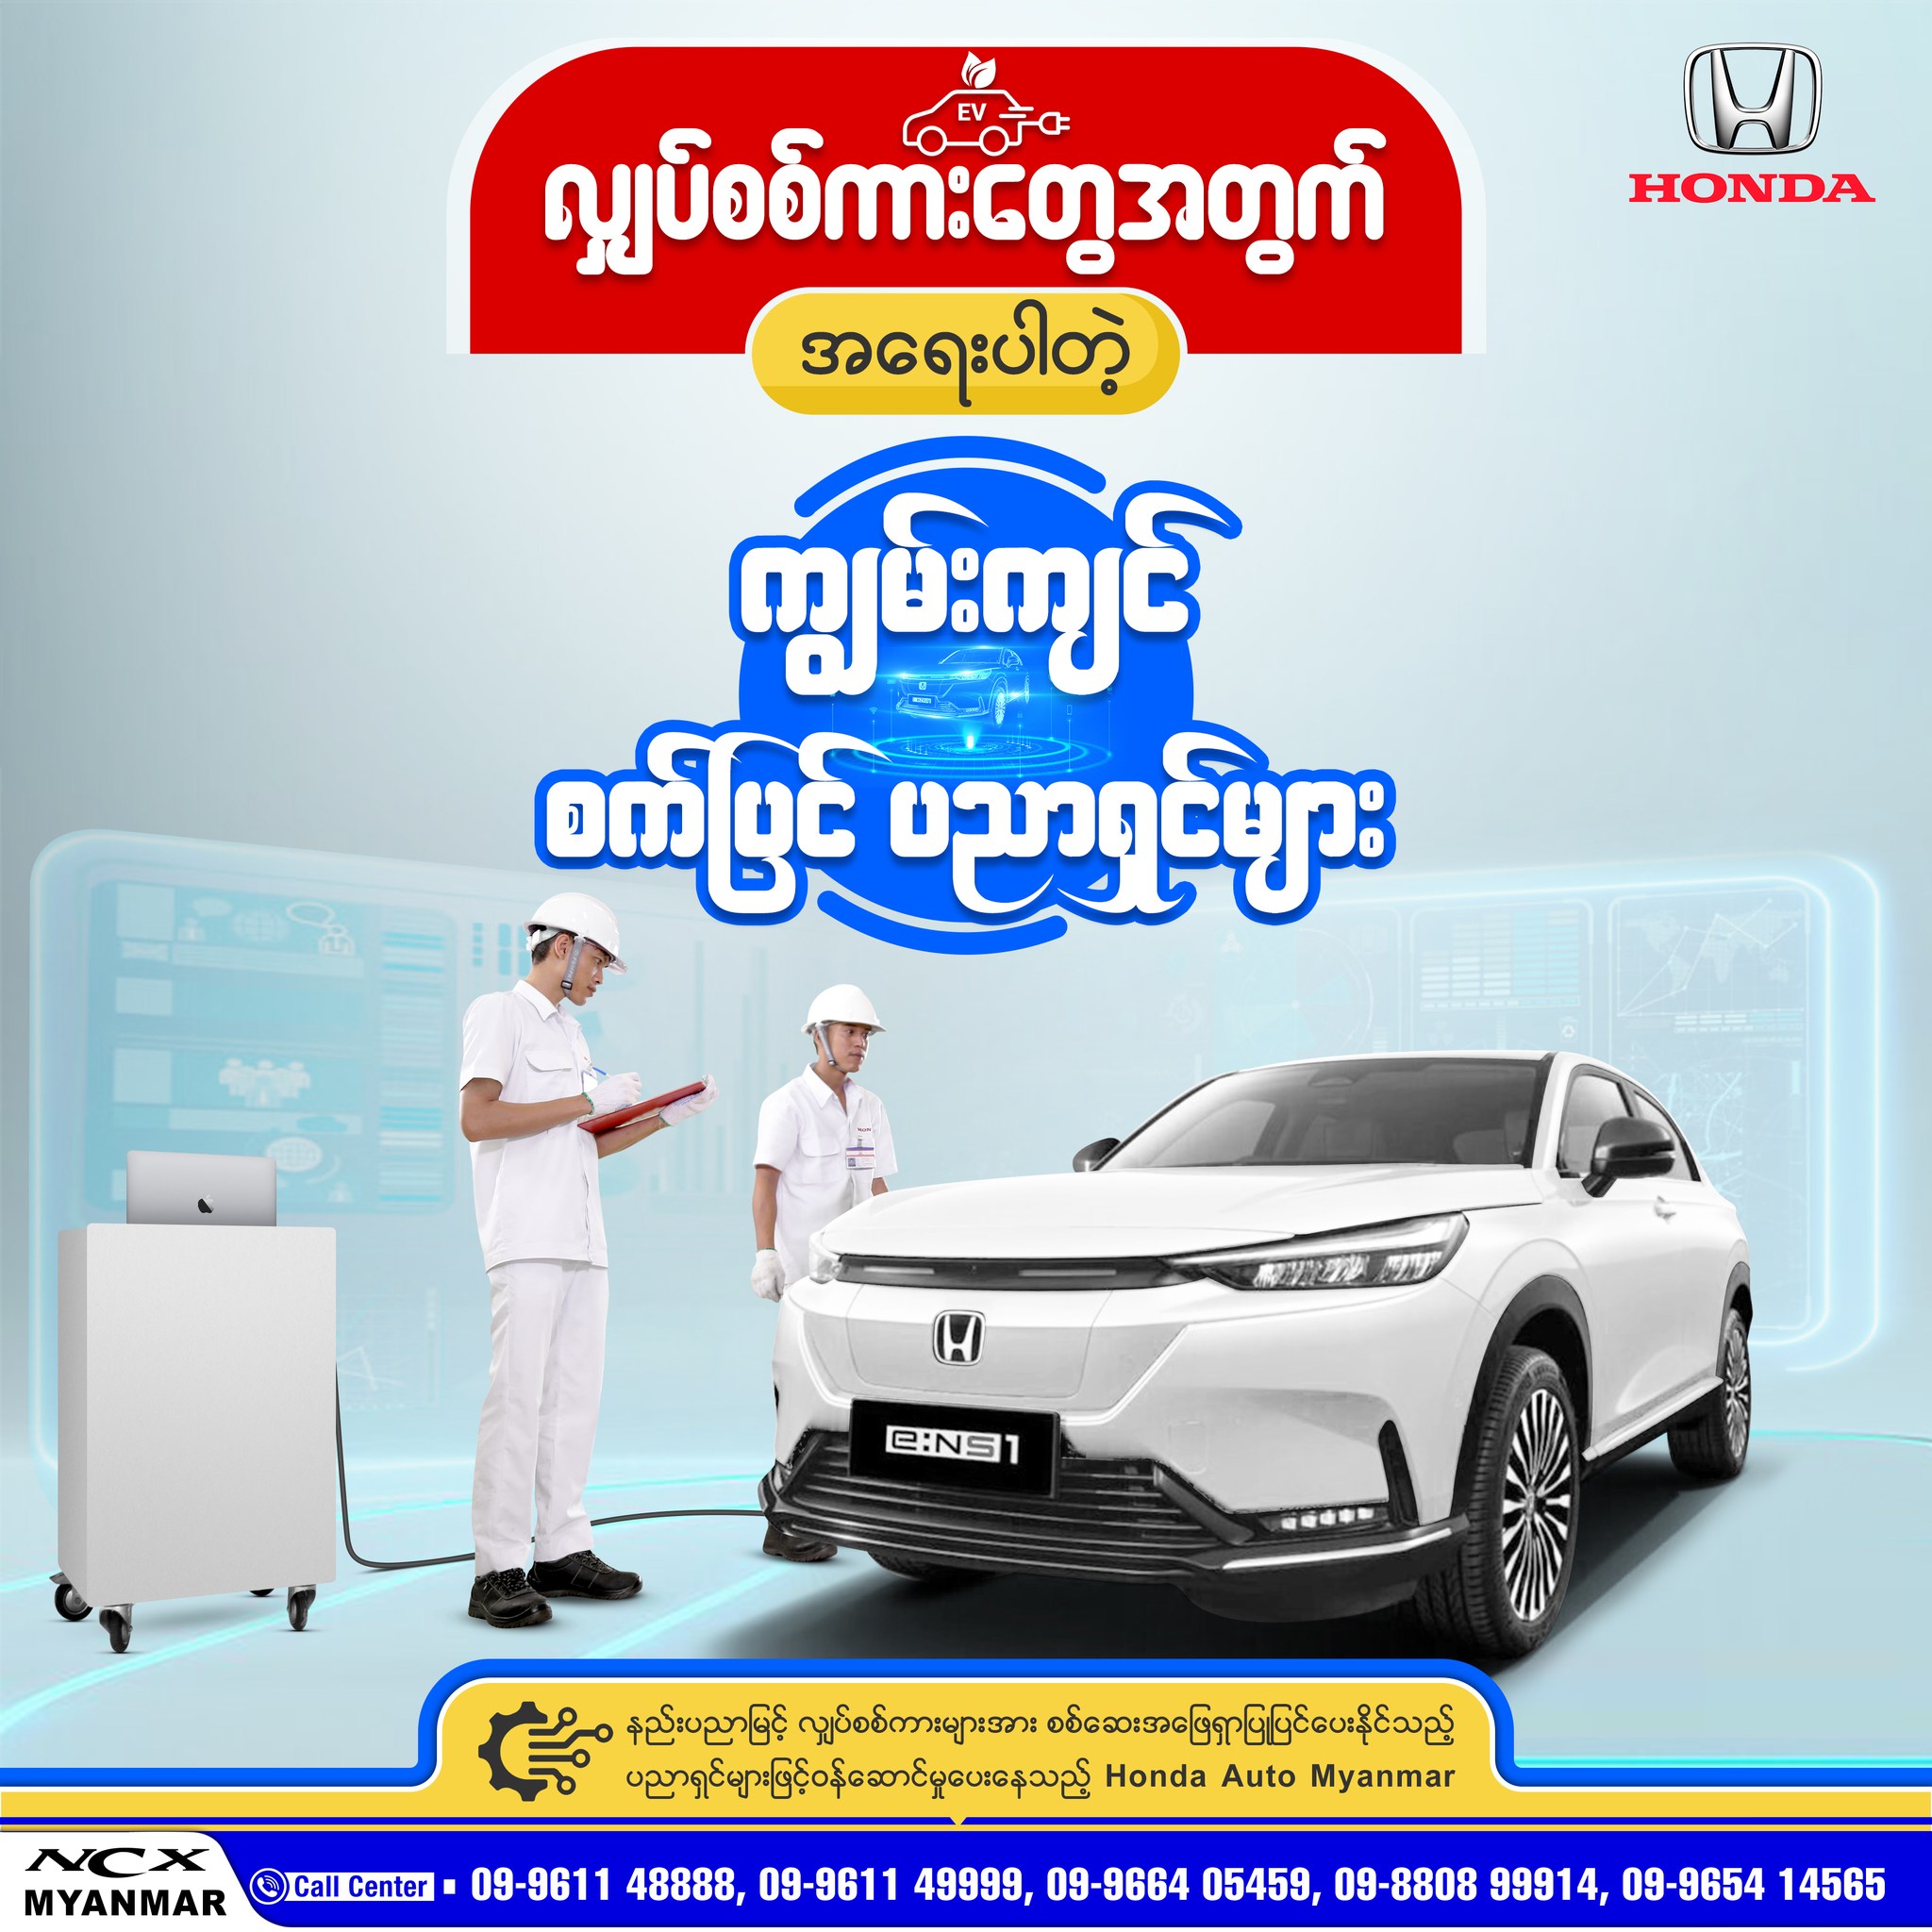 HONDA
EV
လျှပ်စစ်ကားတွေအတွက်
အရေးပါတဲ့
ကျွမ်းကျင်
စက်ပြင် ပညာရှင်များ
e:NS1
နည်းပညာမြင့် လျှပ်စစ်ကားများအား စစ်ဆေးအဖြေရှာပြုပြင်ပေးနိုင်သည့်
ပညာရှင်များဖြင့်ဝန်ဆောင်မှုပေးနေသည့် Honda Auto Myanmar
NCX
MYANMAR
Call Center : 09-9611 48888, 09-9611 49999, 09-9664 05459, 09-8808 99914, 09-9654 14565